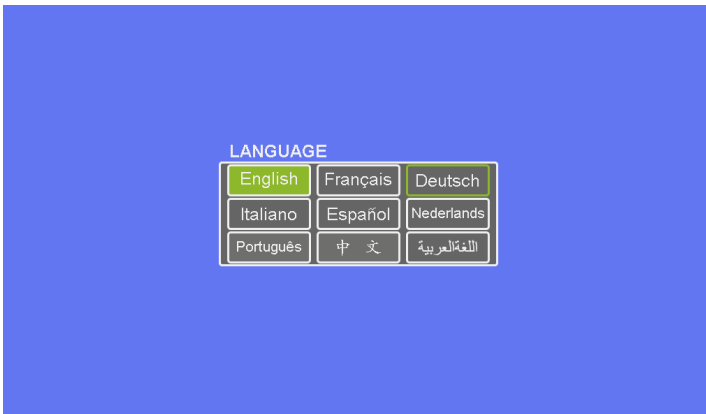 LANGUAGE
English Français Deutsch
Italiano Español Nederlands
Português 中 文 اللغةالعربية